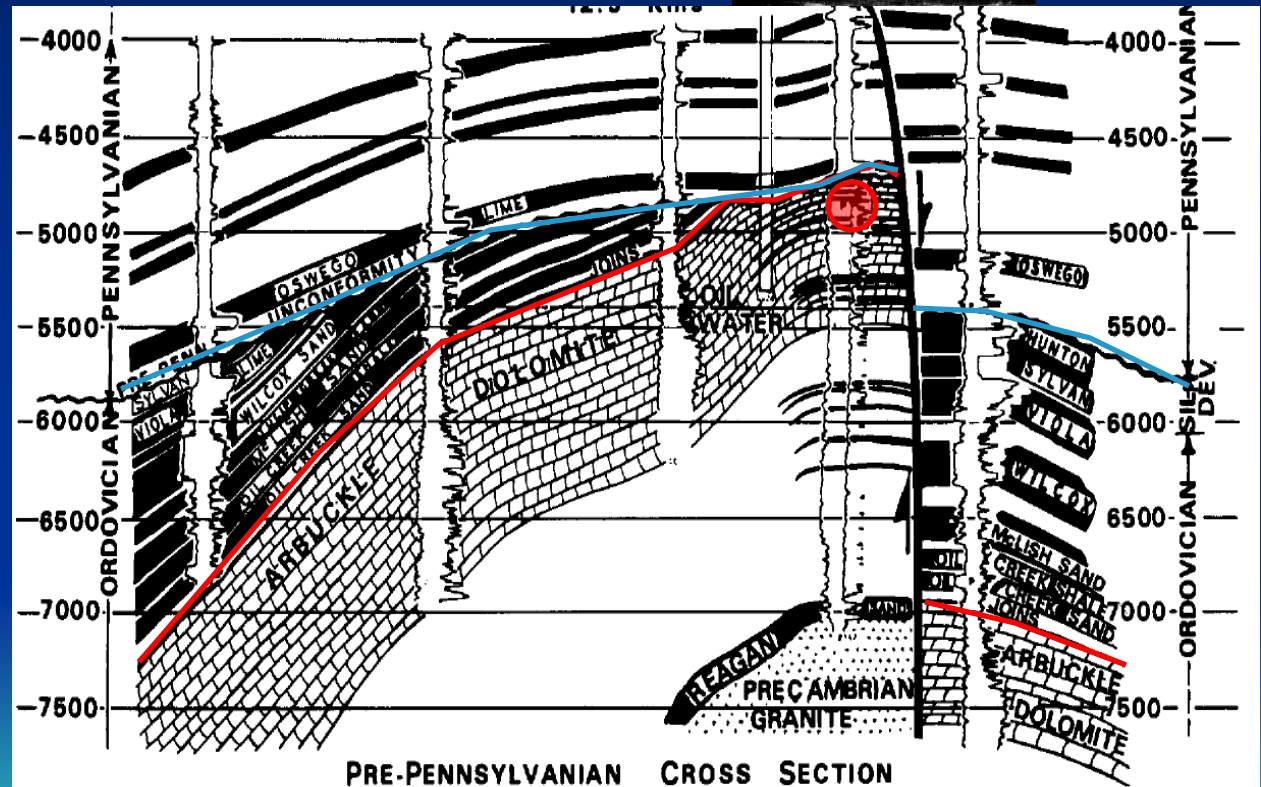 −4000
−4500
−5000
−5500
−6000
−6500
−7000
−7500
ORDOVICIAN
PENNSYLVANIAN
4000
4500
5000
5500
6000
6500
7000
7500
ORDOVICIAN
SIL.
DEV.
PENNSYLVANIAN
OSWEGO
UNCONFORMITY
PRE-PENN
SYLVAN
VIOLA
LIME
WILCOX SAND
OIL CREEK
OIL CREEK SAND
LIME
JOINS
ARBUCKLE
DOLOMITE
OIL
WATER
REAGAN
SAND
PRECAMBRIAN
GRANITE
OSWEGO
HUNTON
SYLVAN
VIOLA
WILCOX
McLISH SAND
OIL CREEK SHALE
OIL CREEK SAND
JOINS
ARBUCKLE
DOLOMITE
PRE-PENNSYLVANIAN CROSS SECTION